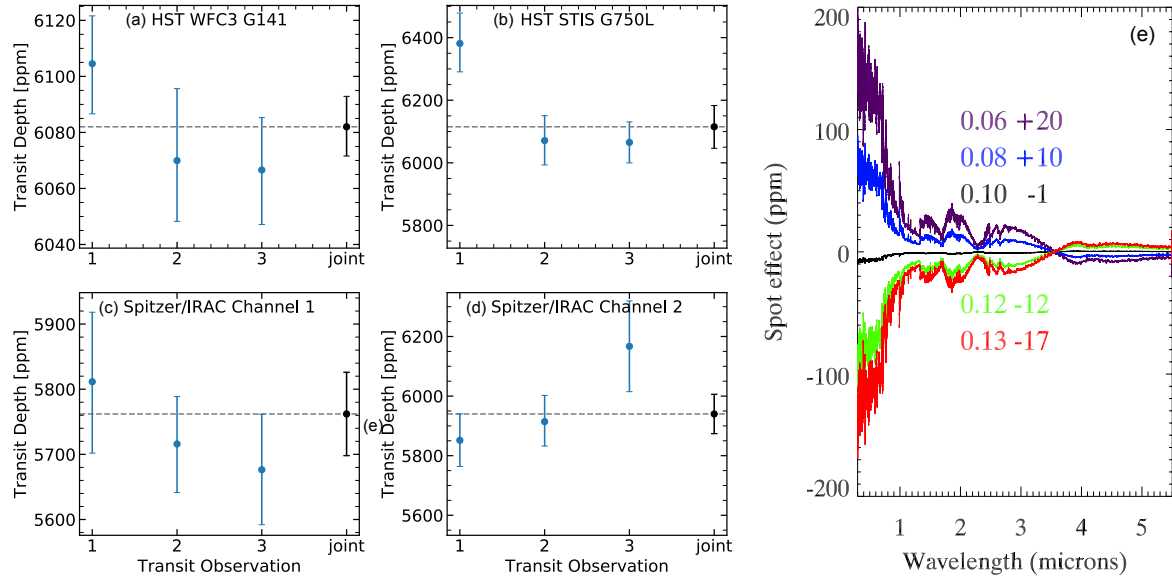 (a) HST WFC3 G141
Transit Depth [ppm]
6120
6100
6080
6060
6040
1 2 3 joint
(b) HST STIS G750L
Transit Depth [ppm]
6400
6200
6000
5800
1 2 3 joint
(c) Spitzer/IRAC Channel 1
Transit Depth [ppm]
5900
5800
5700
5600
1 2 3 joint
Transit Observation
(e)
(d) Spitzer/IRAC Channel 2
Transit Depth [ppm]
6200
6000
5800
5600
1 2 3 joint
Transit Observation
(e)
Spot effect (ppm)
200
100
0
-100
-200
0.06 +20
0.08 +10
0.10 -1
0.12 -12
0.13 -17
1 2 3 4 5
Wavelength (microns)